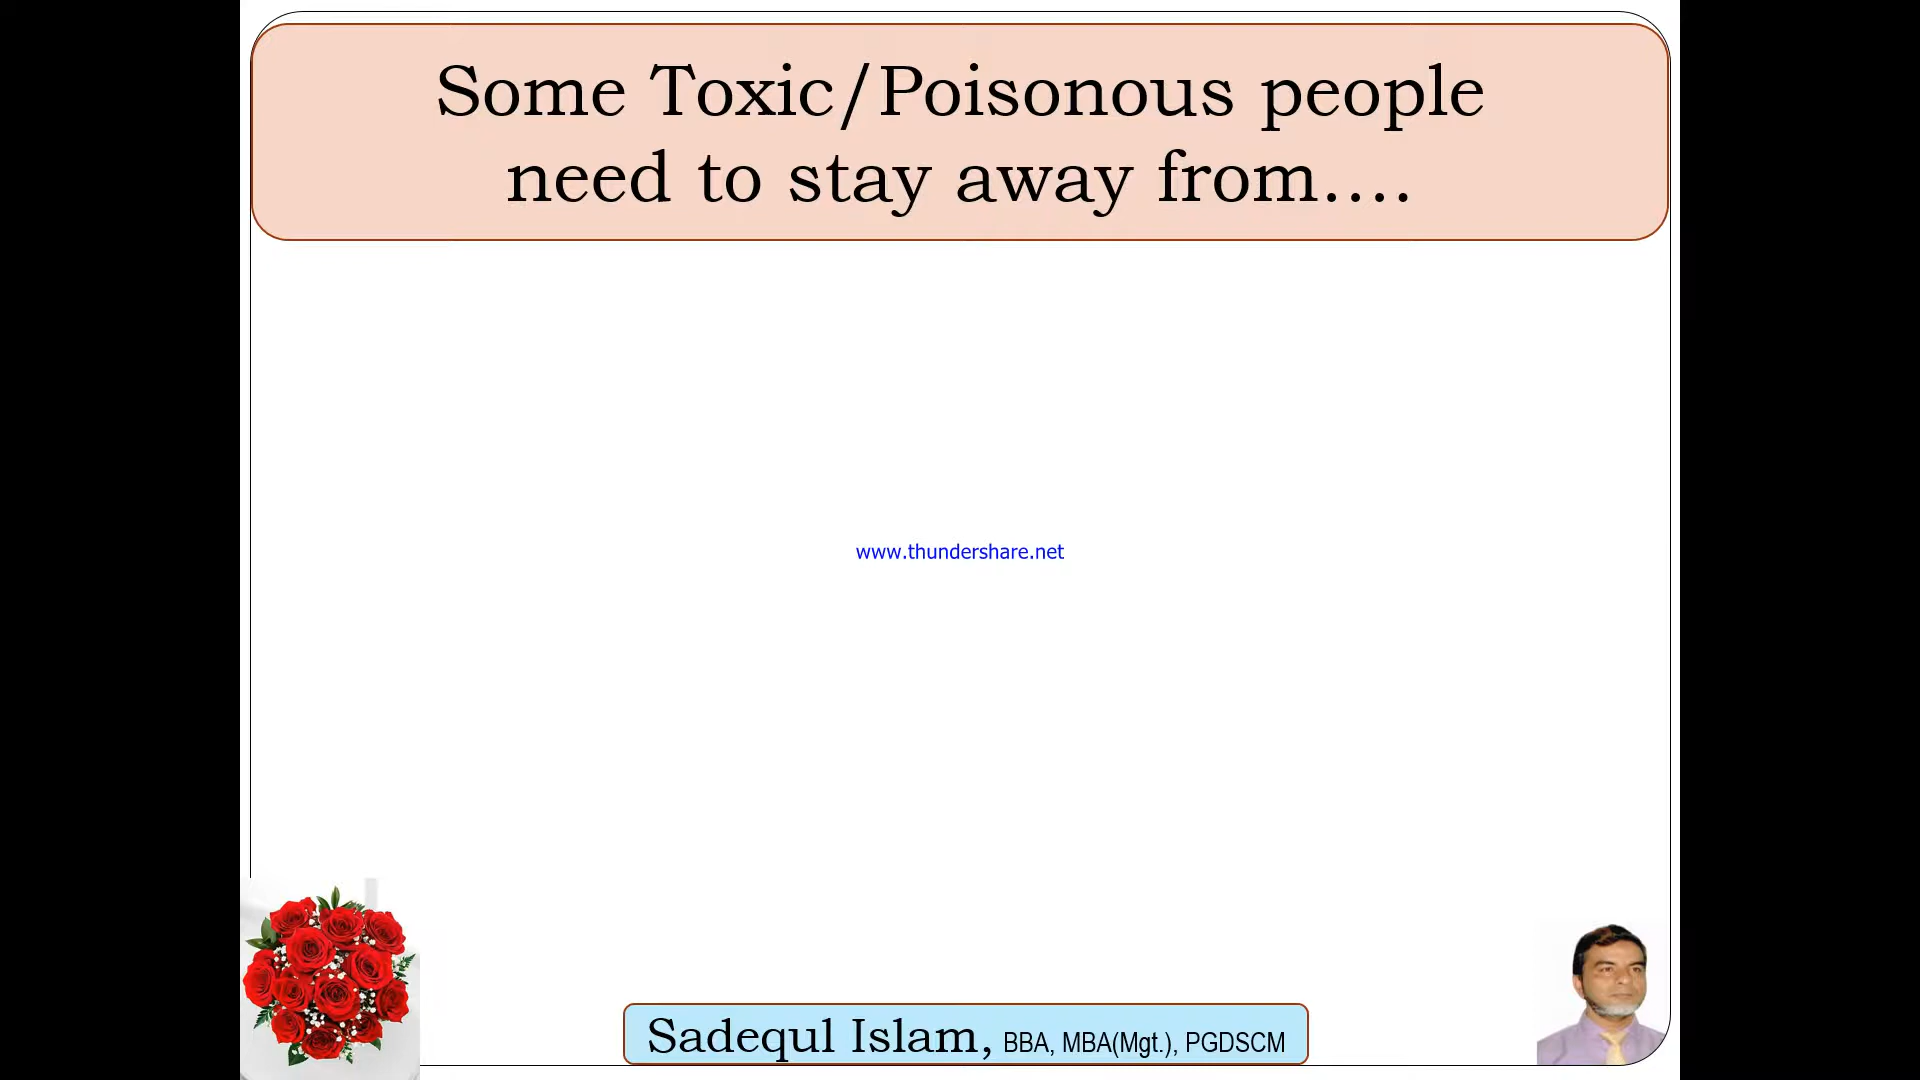 Some Toxic/Poisonous people
need to stay away from....
www.thundershare.net
Sadequl Islam, BBA, MBA(Mgt.), PGDSCM